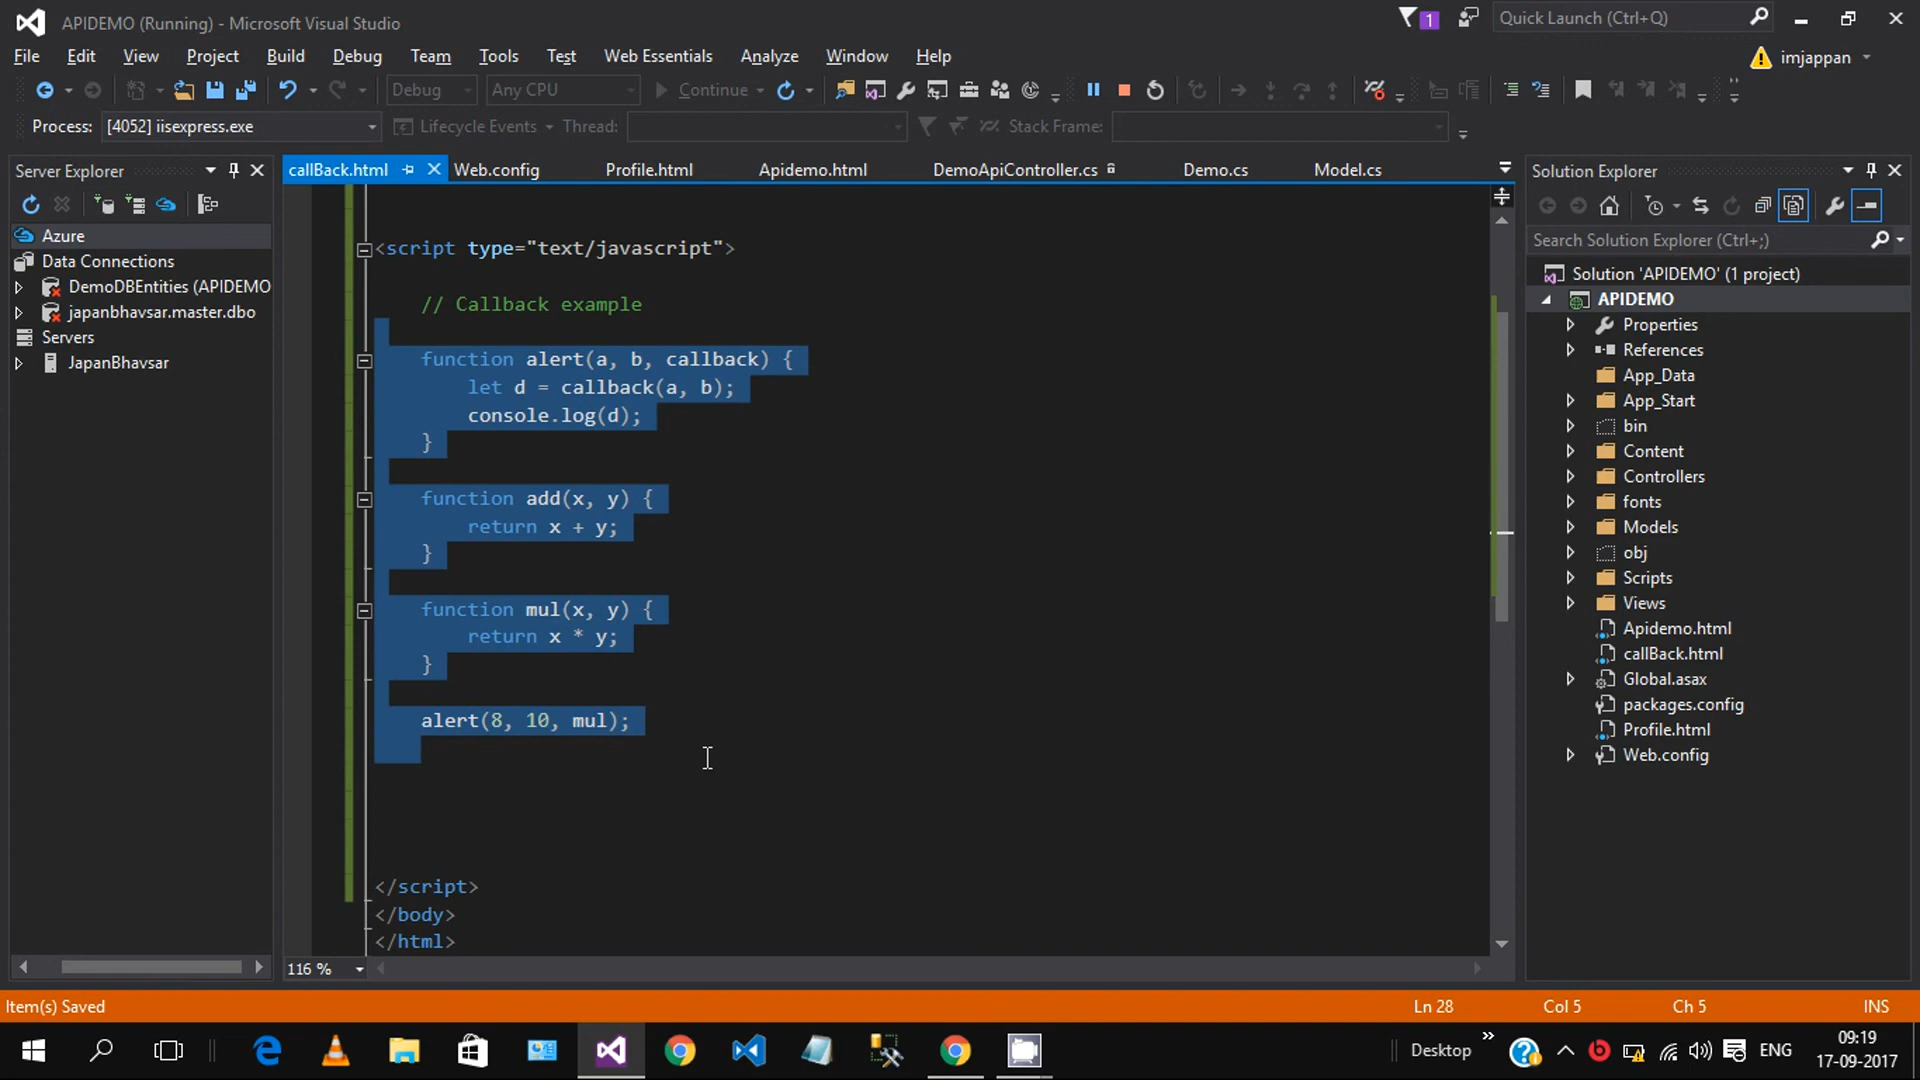 APIDEMO (Running) - Microsoft Visual Studio
1
Quick Launch (Ctrl+Q)
File Edit View Project Build Debug Team Tools Test Web Essentials Analyze Window Help
imjappan
Debug Any CPU Continue
Process: [4052] iisexpress.exe Lifecycle Events Thread: Stack Frame:
Server Explorer
Azure
Data Connections
DemoDBEntities (APIDEMO
japanbhavsar.master.dbo
Servers
JapanBhavsar
callBack.html Web.config Profile.html Apidemo.html DemoApiController.cs Demo.cs Model.cs
<script type="text/javascript">
// Callback example
function alert(a, b, callback) {
let d = callback(a, b);
console.log(d);
}
function add(x, y) {
return x + y;
}
function mul(x, y) {
return x * y;
}
alert(8, 10, mul);
</script>
</body>
</html>
116 %
Solution Explorer
Search Solution Explorer (Ctrl+;)
Solution 'APIDEMO' (1 project)
APIDEMO
Properties
References
App_Data
App_Start
bin
Content
Controllers
fonts
Models
obj
Scripts
Views
Apidemo.html
callBack.html
Global.asax
packages.config
Profile.html
Web.config
Item(s) Saved Ln 28 Col 5 Ch 5 INS
Desktop ENG
09:19
17-09-2017